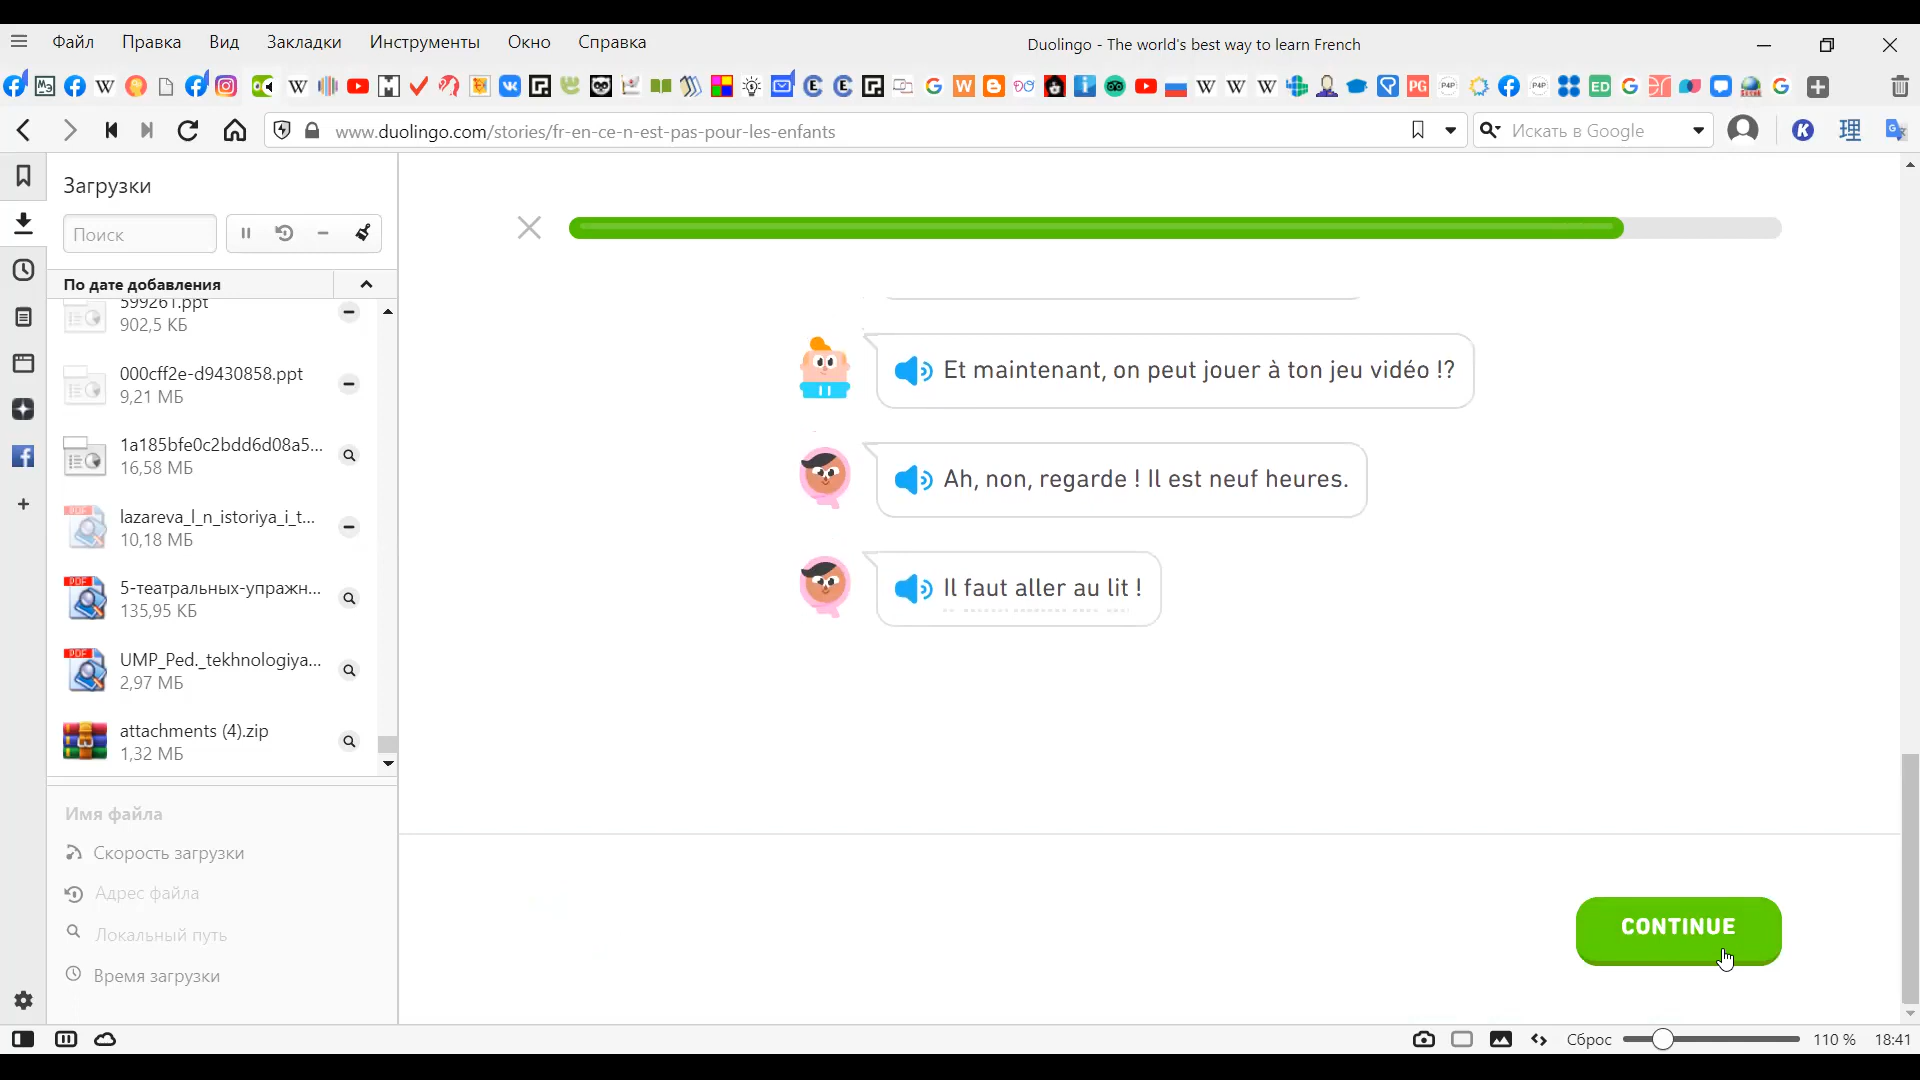 Файл Правка Вид Закладки Инструменты Окно Справка
Duolingo - The world's best way to learn French
www.duolingo.com/stories/fr-en-ce-n-est-pas-pour-les-enfants
Искать в Google
Загрузки
Поиск
По дате добавления
599261.ppt
902,5 КБ
000cff2e-d9430858.ppt
9,21 МБ
1a185bfe0c2bdd6d08a5...
16,58 МБ
lazareva_l_n_istoriya_i_t...
10,18 МБ
5-театральных-упражн...
135,95 КБ
UMP_Ped._tekhnologiya...
2,97 МБ
attachments (4).zip
1,32 МБ
Имя файла
Скорость загрузки
Адрес файла
Локальный путь
Время загрузки
Et maintenant, on peut jouer à ton jeu vidéo !?
Ah, non, regarde ! Il est neuf heures.
Il faut aller au lit !
CONTINUE
Сброс 110 % 18:41